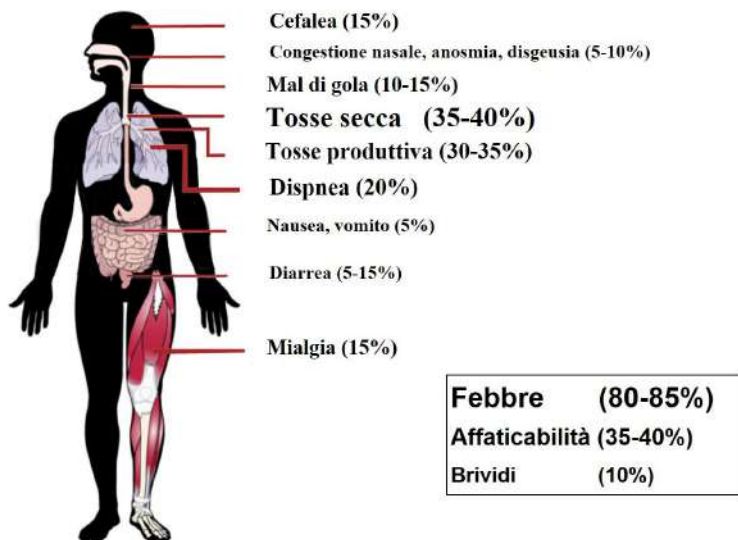 Cefalea (15%)
Congestione nasale, anosmia, disgeusia (5-10%)
Mal di gola (10-15%)
Tosse secca (35-40%)
Tosse produttiva (30-35%)
Dispnea (20%)
Nausea, vomito (5%)
Diarrea (5-15%)
Mialgia (15%)
Febbre (80-85%)
Affaticabilità (35-40%)
Brividi (10%)